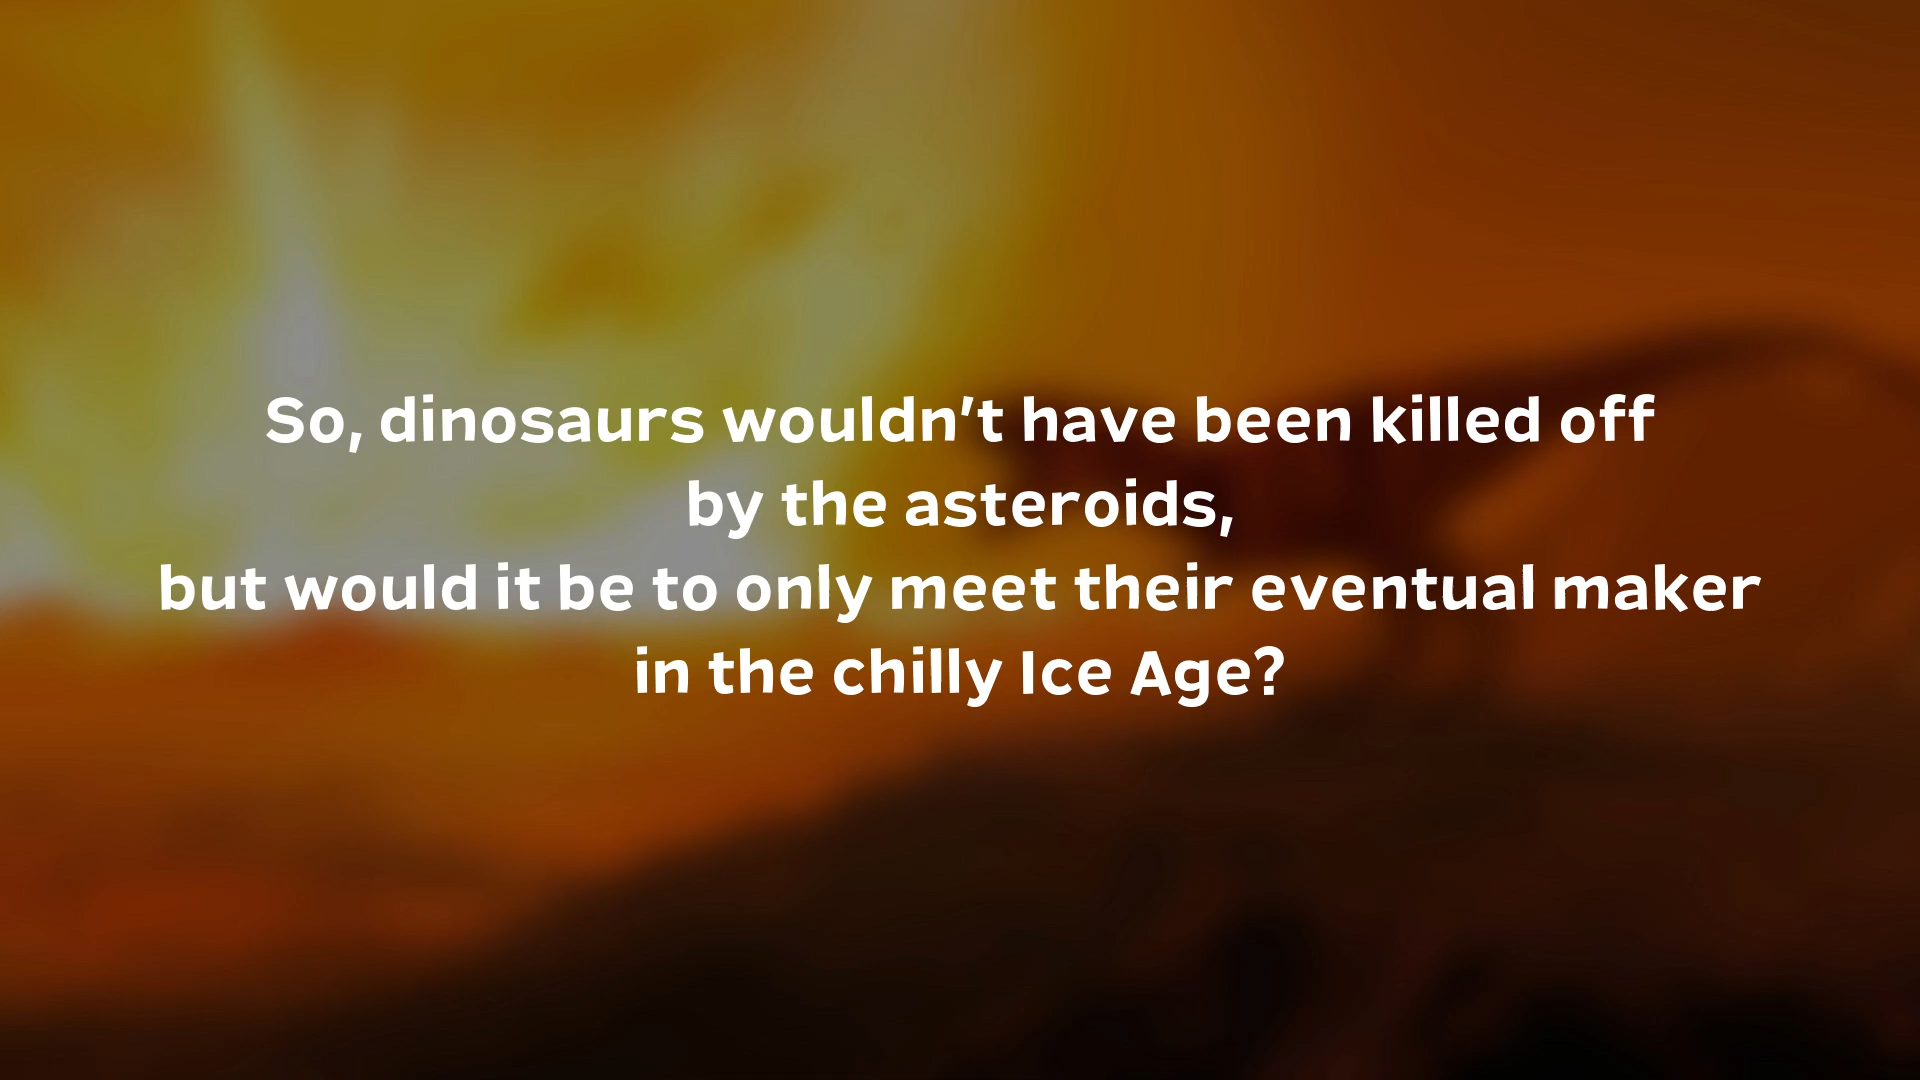 So, dinosaurs wouldn't have been killed off
by the asteroids,
but would it be to only meet their eventual maker
in the chilly Ice Age?